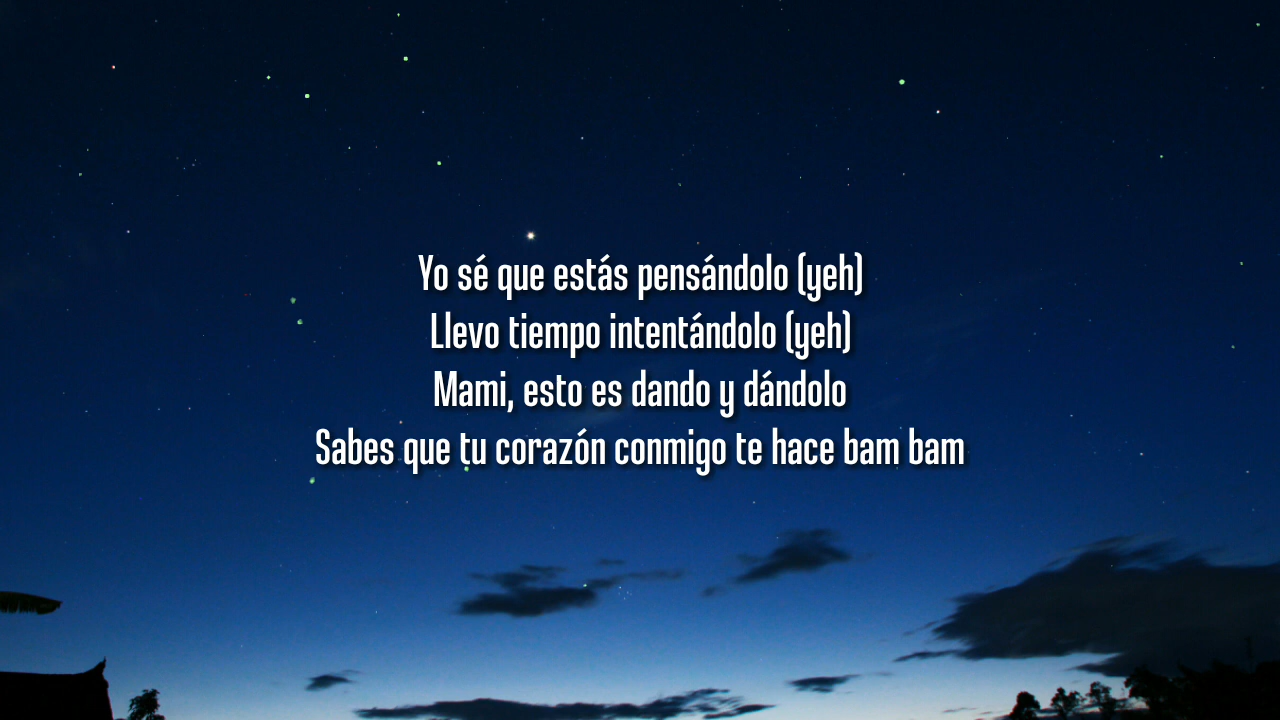 Yo sé que estás pensándolo (yeh)
Llevo tiempo intentándolo (yeh)
Mami, esto es dando y dándolo
Sabes que tu corazón conmigo te hace bam bam